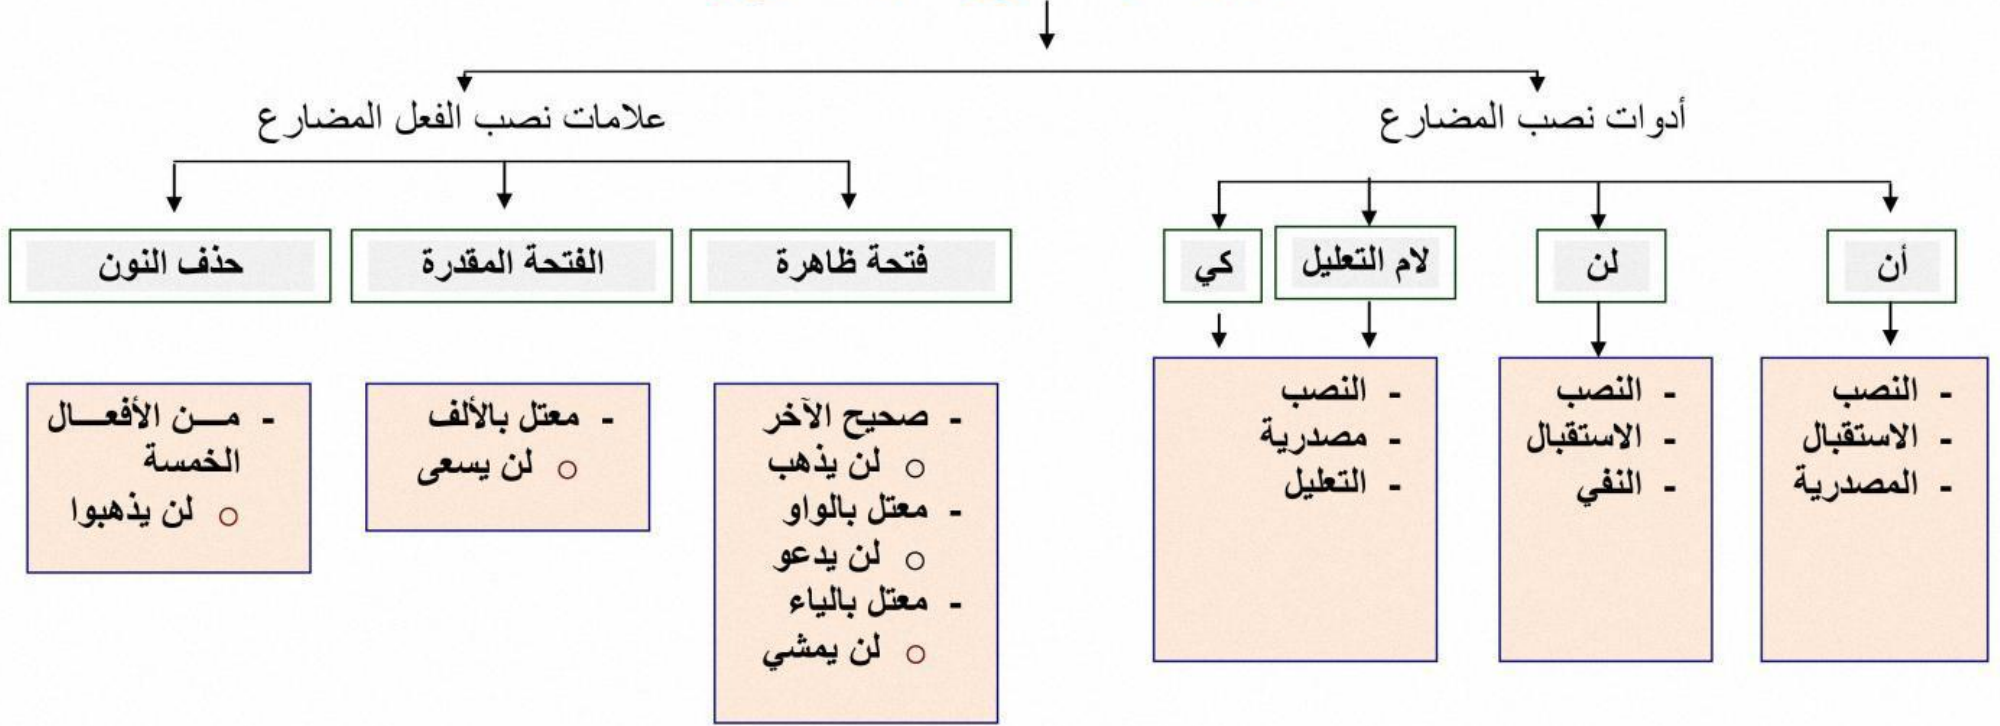 أدوات نصب المضارع
علامات نصب الفعل المضارع
أن
لن
لام التعليل
كي
- النصب
- الاستقبال
- المصدرية
- النصب
- الاستقبال
- النفي
- النصب
- مصدرية
- التعليل
فتحة ظاهرة
الفتحة المقدرة
حذف النون
- صحيح الآخر
○ لن يذهب
- معتل بالواو
○ لن يدعو
- معتل بالياء
○ لن يمشي
- معتل بالألف
○ لن يسعى
- مـــن الأفعـــال
الخمسة
○ لن يذهبوا